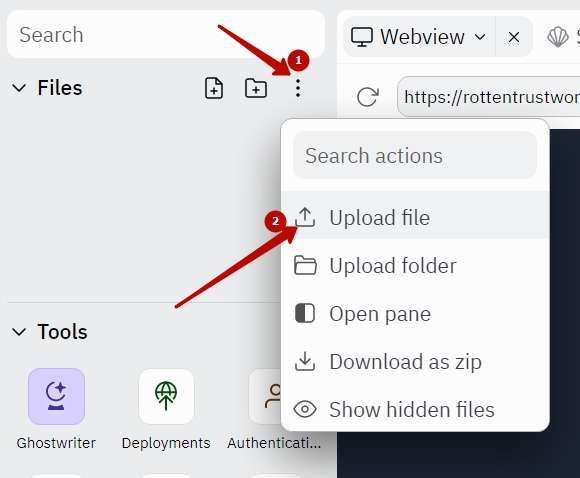 Search
1
Files
Webview
S
https://rottentrustwor
Search actions
2
Upload file
Upload folder
Open pane
Download as zip
Show hidden files
Tools
Ghostwriter
Deployments
Authenticati...